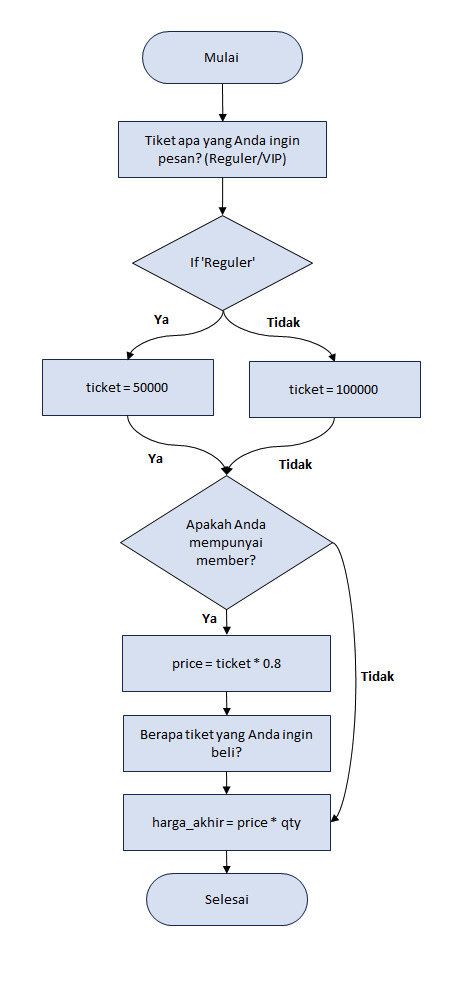 Mulai
Tiket apa yang Anda ingin
pesan? (Reguler/VIP)
If 'Reguler'
Ya
Tidak
ticket = 50000
ticket = 100000
Ya
Tidak
Apakah Anda
mempunyai
member?
Ya
price = ticket * 0.8
Tidak
Berapa tiket yang Anda ingin
beli?
harga_akhir = price * qty
Selesai